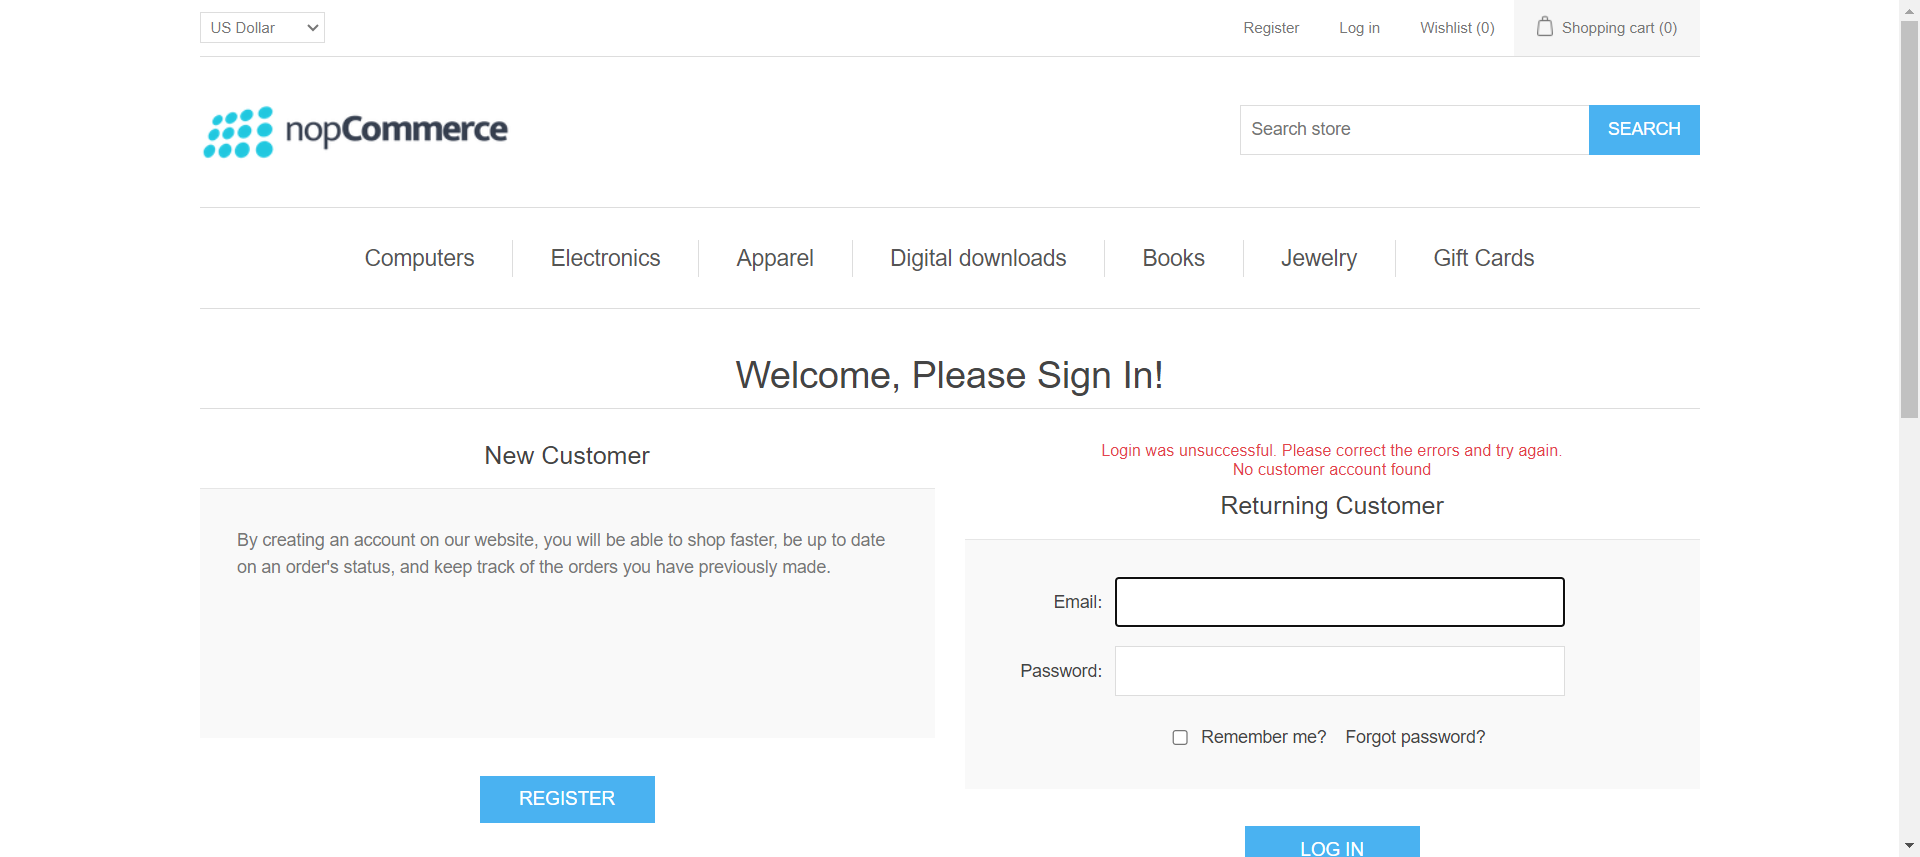 US Dollar
Register
Log in
Wishlist (0)
Shopping cart (0)
nopCommerce
Search store
SEARCH
Computers
Electronics
Apparel
Digital downloads
Books
Jewelry
Gift Cards
Welcome, Please Sign In!
New Customer
By creating an account on our website, you will be able to shop faster, be up to date
on an order's status, and keep track of the orders you have previously made.
REGISTER
Login was unsuccessful. Please correct the errors and try again.
No customer account found
Returning Customer
Email:
Password:
Remember me?
Forgot password?
LOG IN